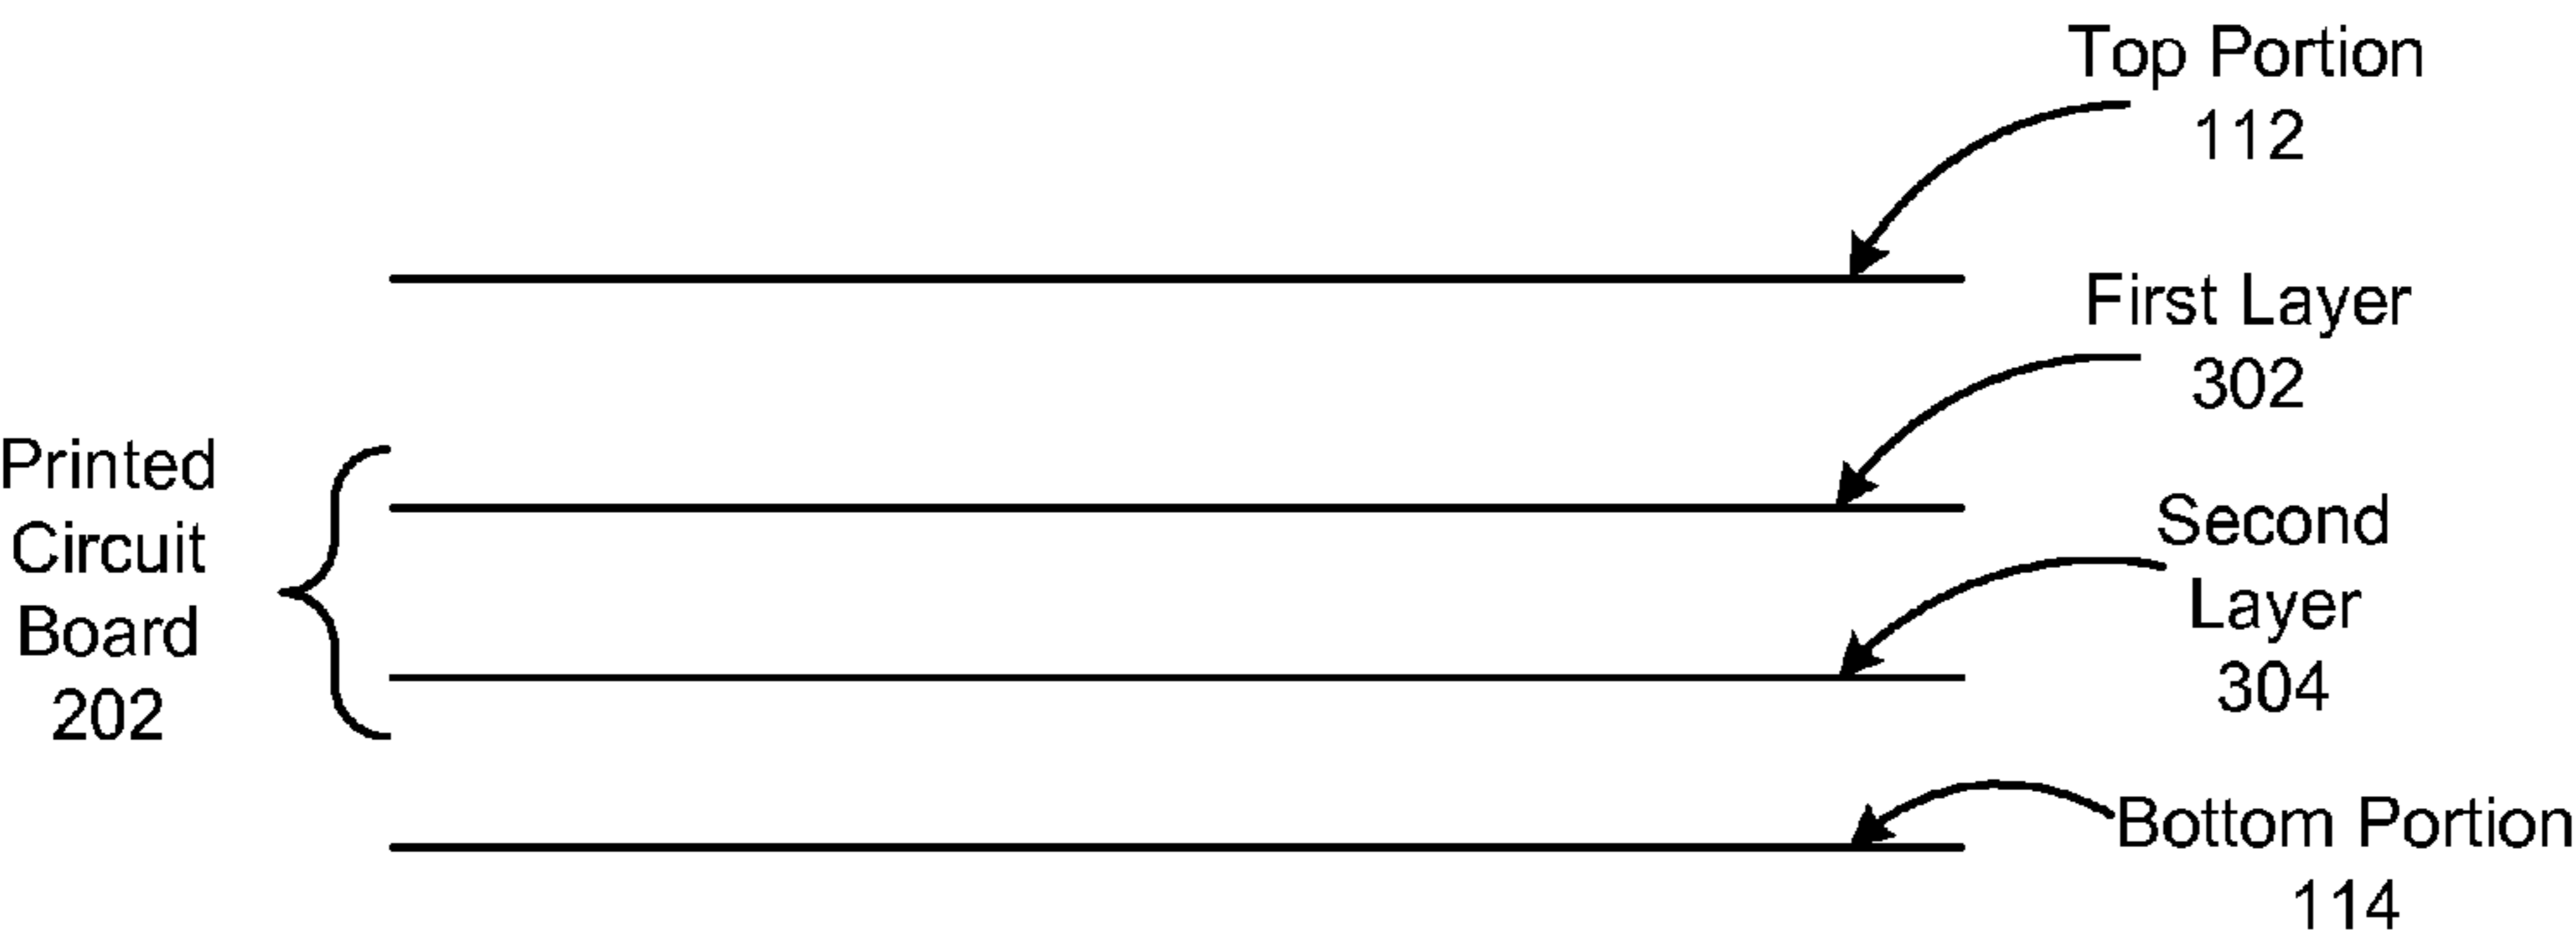 Top Portion
112
First Layer
302
Printed
Circuit
Board
202
Second
Layer
304
Bottom Portion
114